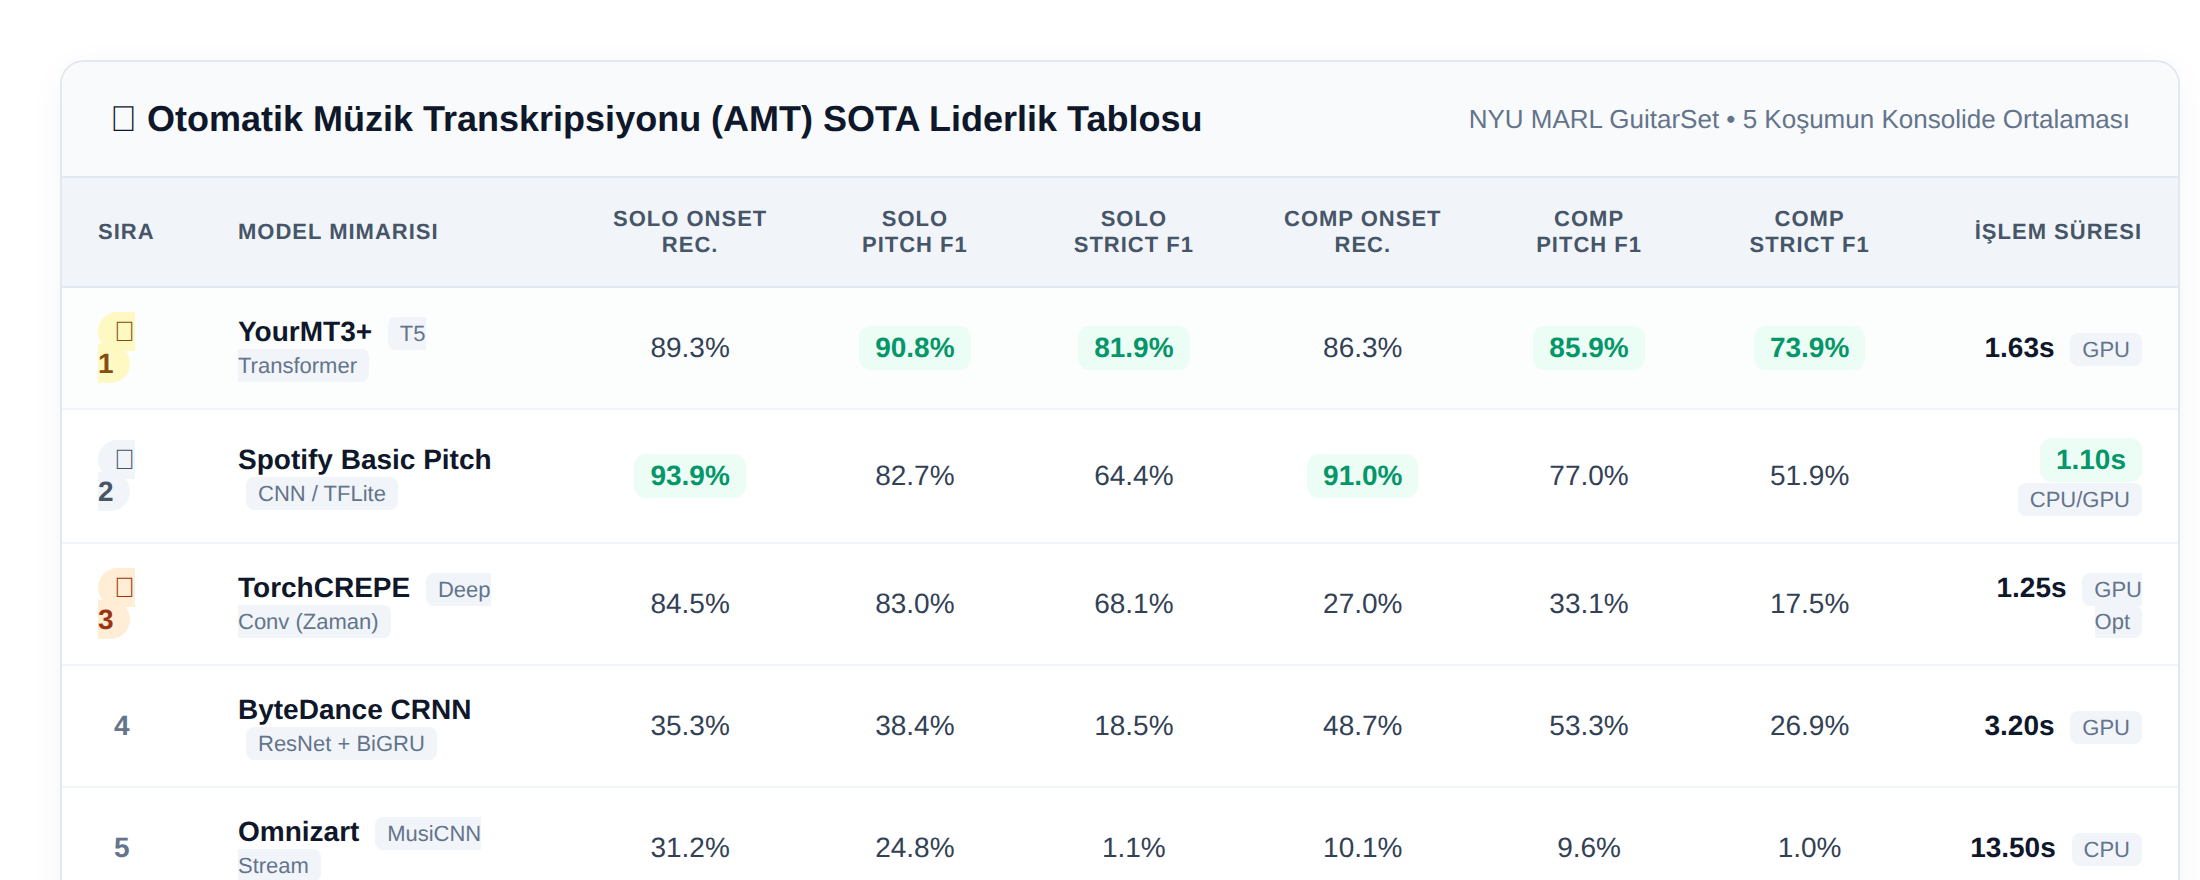 Otomatik Müzik Transkripsiyonu (AMT) SOTA Liderlik Tablosu
NYU MARL GuitarSet • 5 Koşumun Konsolide Ortalaması
SIRA
MODEL MIMARISI
SOLO ONSET
REC.
SOLO
PITCH F1
SOLO
STRICT F1
COMP ONSET
REC.
COMP
PITCH F1
COMP
STRICT F1
İŞLEM SÜRESI
1
YourMT3+ T5
Transformer
89.3%
90.8%
81.9%
86.3%
85.9%
73.9%
1.63s GPU
2
Spotify Basic Pitch
CNN / TFLite
93.9%
82.7%
64.4%
91.0%
77.0%
51.9%
1.10s
CPU/GPU
3
TorchCREPE Deep
Conv (Zaman)
84.5%
83.0%
68.1%
27.0%
33.1%
17.5%
1.25s GPU
Opt
4
ByteDance CRNN
ResNet + BiGRU
35.3%
38.4%
18.5%
48.7%
53.3%
26.9%
3.20s GPU
5
Omnizart MusiCNN
Stream
31.2%
24.8%
1.1%
10.1%
9.6%
1.0%
13.50s CPU